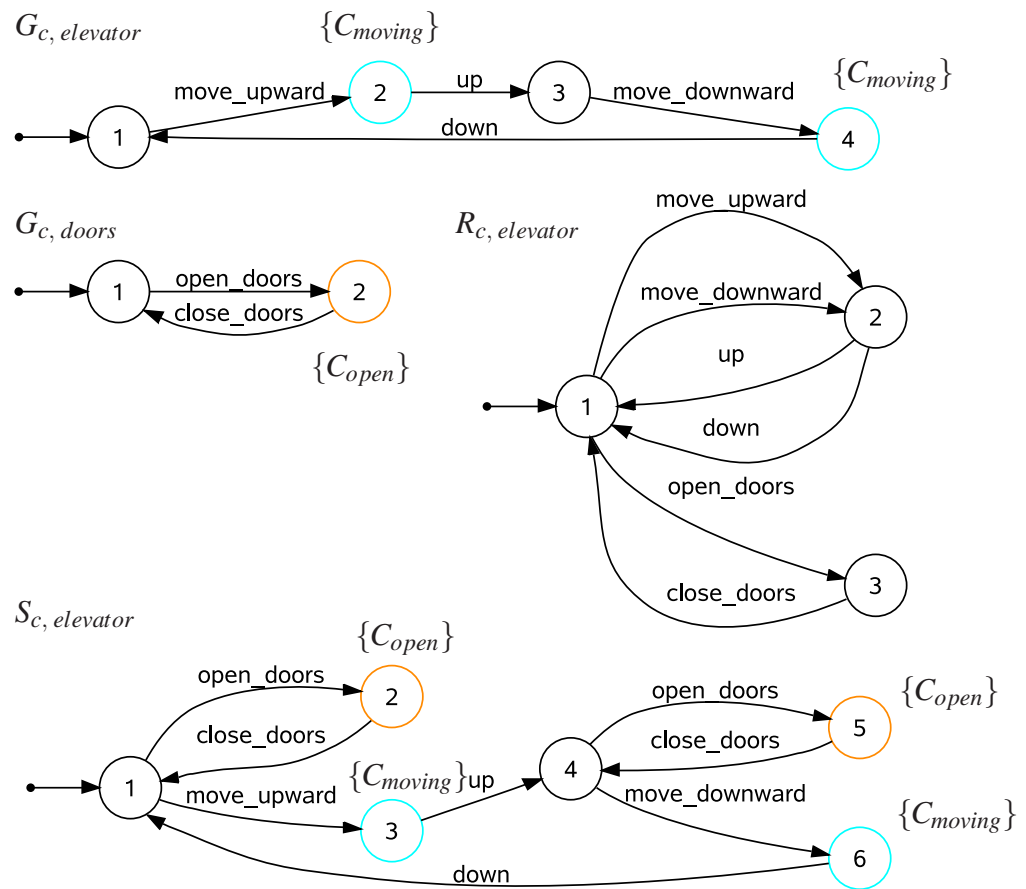 G_{c, elevator}
{C_{moving}}
{C_{moving}}
move_upward
2
up
3
move_downward
1
down
4
G_{c, doors}
1
open_doors
2
close_doors
{C_{open}}
R_{c, elevator}
move_upward
move_downward
2
up
1
down
open_doors
close_doors
3
S_{c, elevator}
{C_{open}}
open_doors
2
close_doors
1
move_upward
{C_{moving}}
up
3
4
open_doors
{C_{open}}
close_doors
5
move_downward
{C_{moving}}
6
down